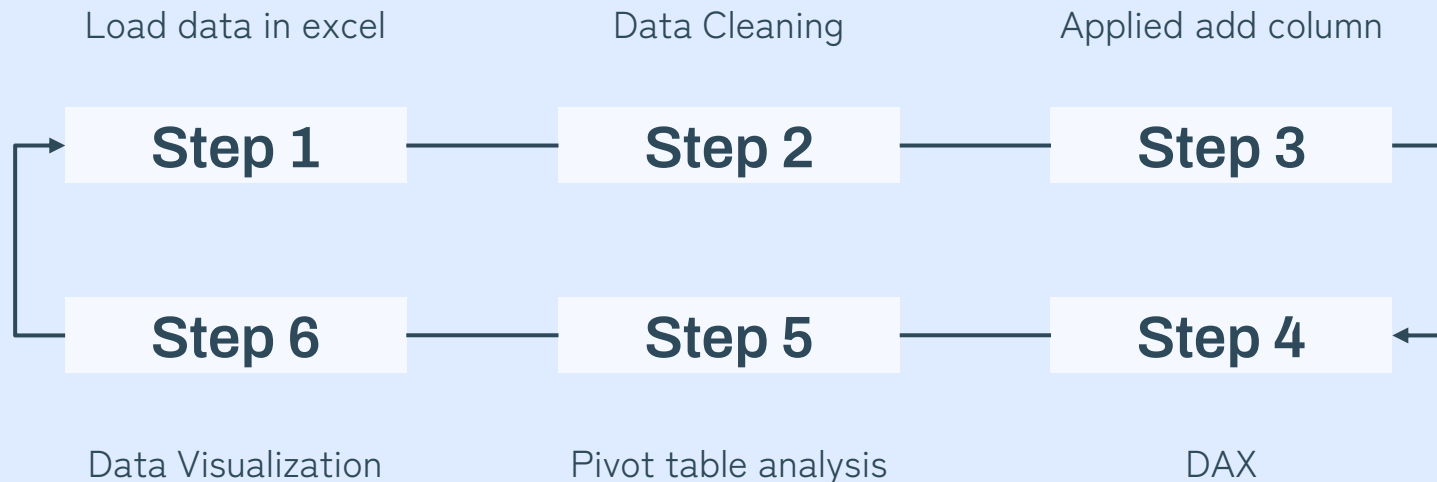 Load data in excel
Data Cleaning
Applied add column
Step 1
Step 2
Step 3
Step 6
Step 5
Step 4
Data Visualization
Pivot table analysis
DAX